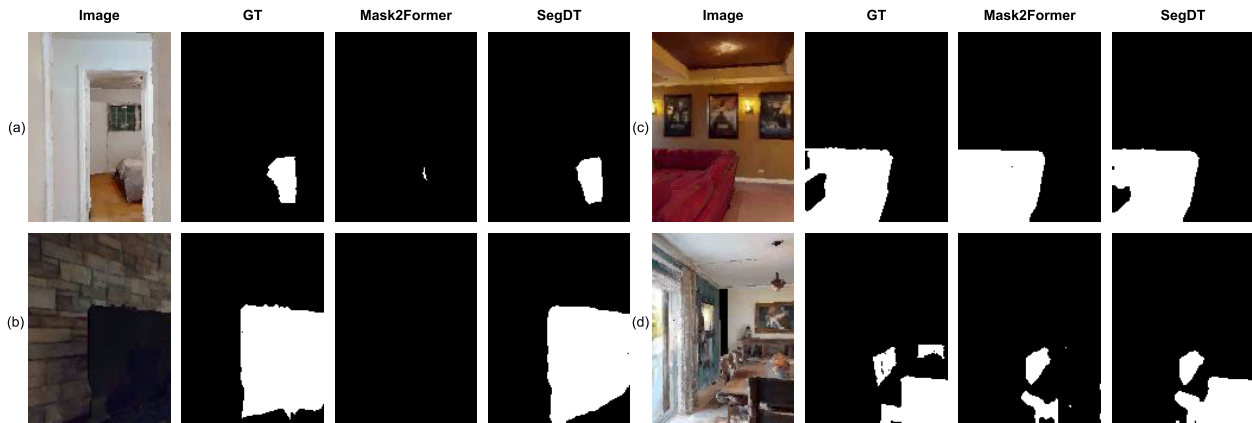 Image GT Mask2Former SegDT Image GT Mask2Former SegDT
(a) (c)
(b) (d)